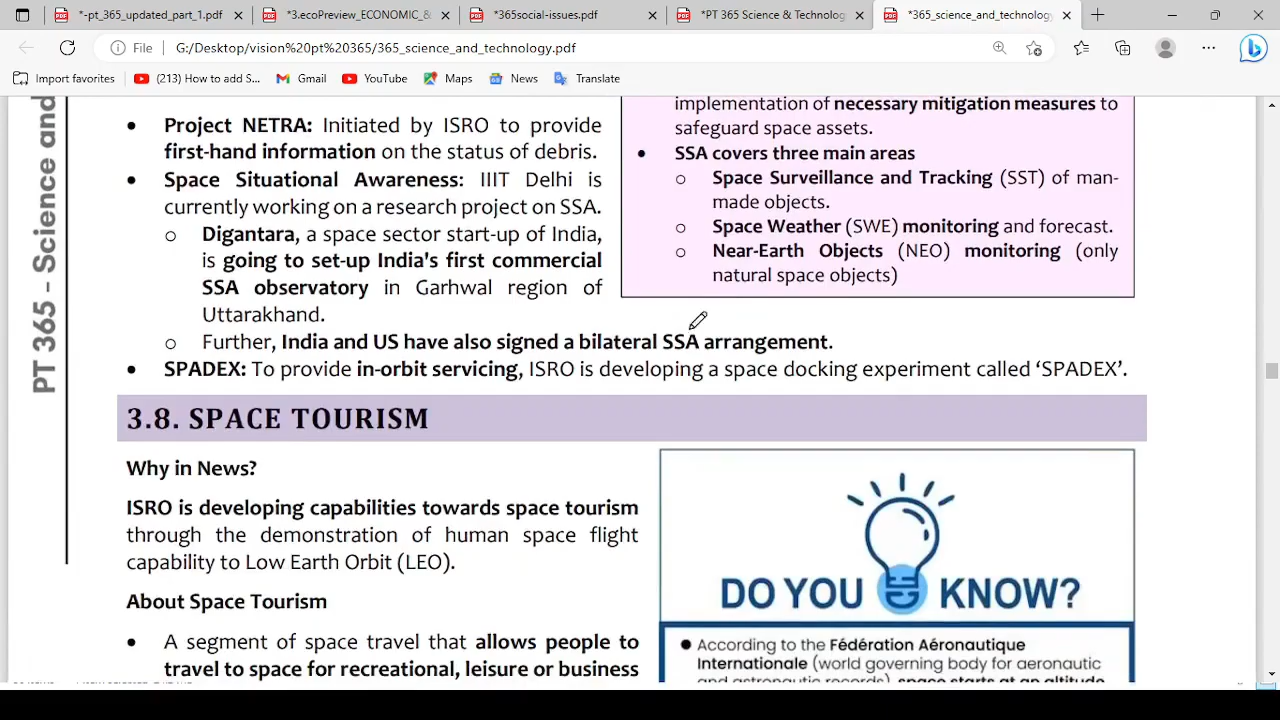 *-pt_365_updated_part_1.pdf
*3.ecoPreview_ECONOMIC_&
*365social-issues.pdf
*PT 365 Science & Technolog
*365_science_and_technology
File
G:/Desktop/vision%20pt%20365/365_science_and_technology.pdf
Import favorites
(213) How to add S...
Gmail
YouTube
Maps
News
Translate
PT 365 - Science and
• Project NETRA: Initiated by ISRO to provide
first-hand information on the status of debris.
• Space Situational Awareness: IIIT Delhi is
currently working on a research project on SSA.
o Digantara, a space sector start-up of India,
is going to set-up India's first commercial
SSA observatory in Garhwal region of
Uttarakhand.
o Further, India and US have also signed a bilateral SSA arrangement.
• SPADEX: To provide in-orbit servicing, ISRO is developing a space docking experiment called ‘SPADEX’.
implementation of necessary mitigation measures to
safeguard space assets.
• SSA covers three main areas
o Space Surveillance and Tracking (SST) of man-
made objects.
o Space Weather (SWE) monitoring and forecast.
o Near-Earth Objects (NEO) monitoring (only
natural space objects)
3.8. SPACE TOURISM
Why in News?
ISRO is developing capabilities towards space tourism
through the demonstration of human space flight
capability to Low Earth Orbit (LEO).
About Space Tourism
• A segment of space travel that allows people to
travel to space for recreational, leisure or business
DO YOU KNOW?
● According to the Fédération Aéronautique
Internationale (world governing body for aeronautic
and astronautic records), space starts at an altitude